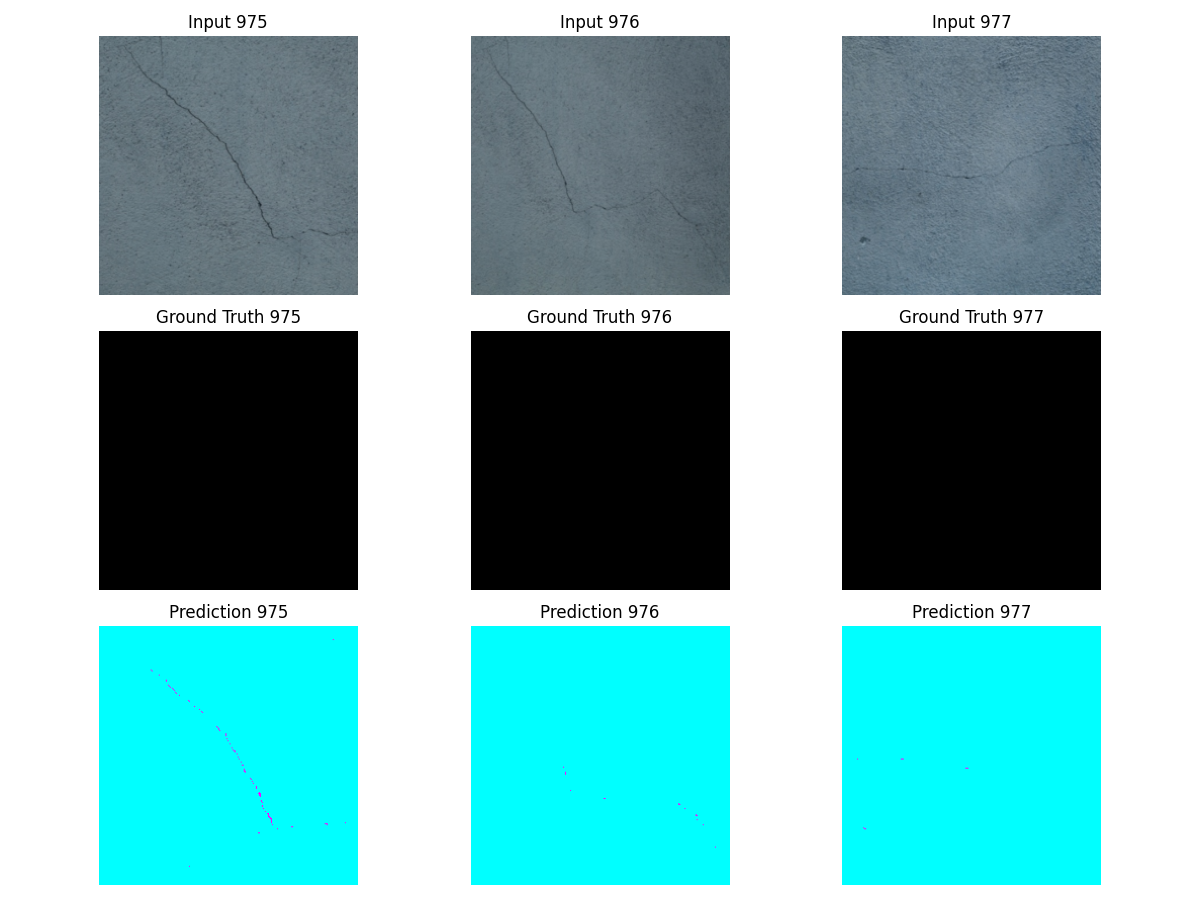 Input 975
Input 976
Input 977
Ground Truth 975
Ground Truth 976
Ground Truth 977
Prediction 975
Prediction 976
Prediction 977